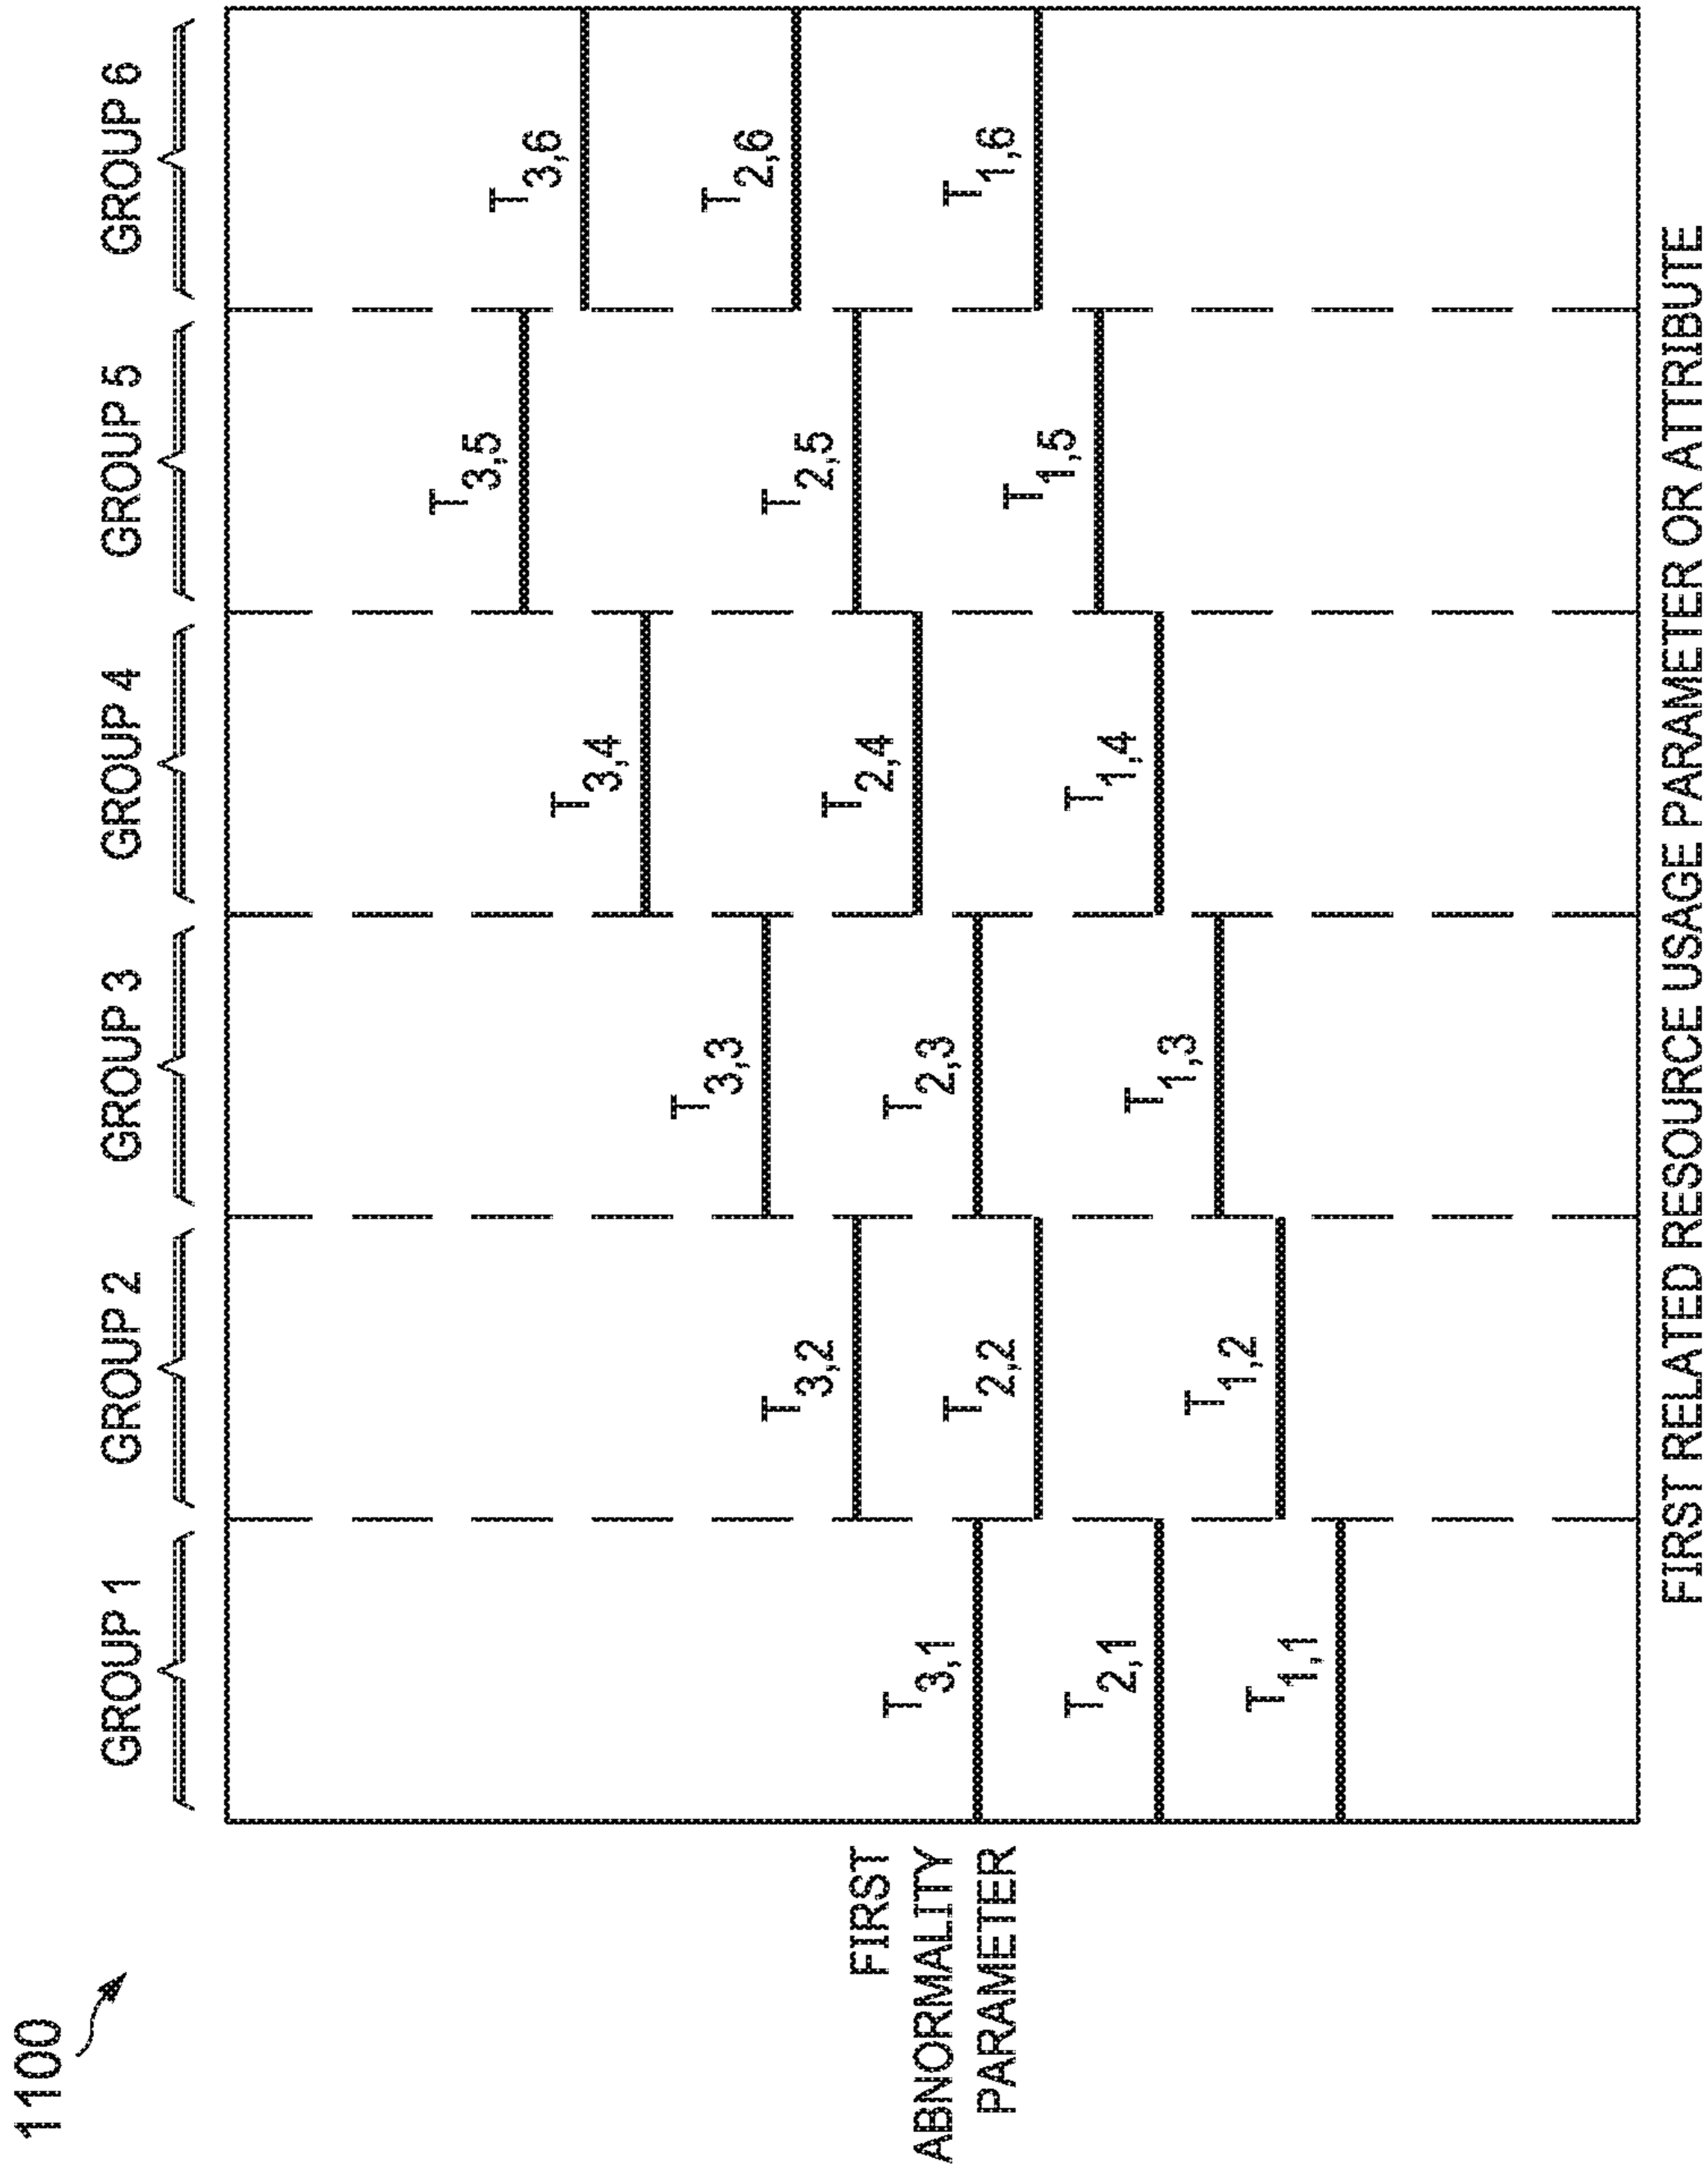 1100
GROUP 1
GROUP 2
GROUP 3
GROUP 4
GROUP 5
GROUP 6
FIRST
ABNORMALITY
PARAMETER
T3,1
T2,1
T1,1
T3,2
T2,2
T1,2
T3,3
T2,3
T1,3
T3,4
T2,4
T1,4
T3,5
T2,5
T1,5
T3,6
T2,6
T1,6
FIRST RELATED RESOURCE USAGE PARAMETER OR ATTRIBUTE